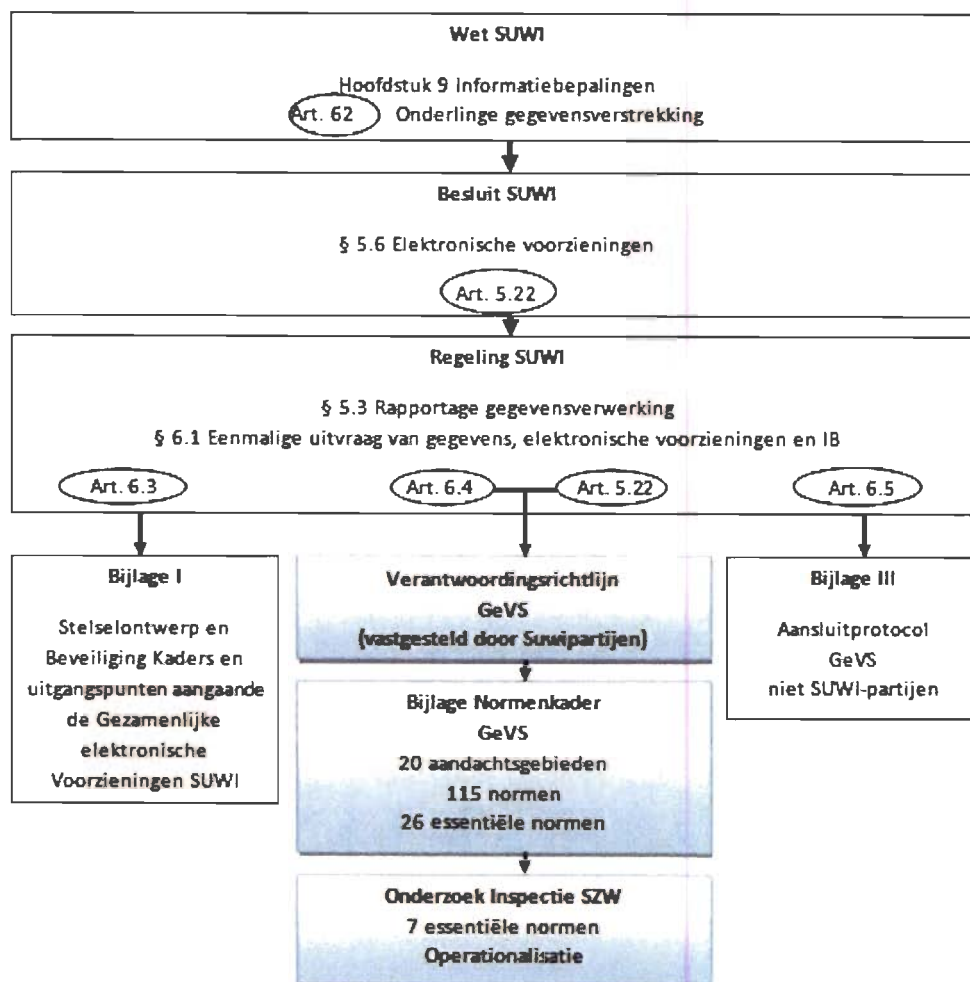 Wet SUWI
Hoofdstuk 9 Informatiebepalingen
Art. 62 Onderlinge gegevensverstrekking
Besluit SUWI
§ 5.6 Elektronische voorzieningen
Art. 5.22
Regeling SUWI
§ 5.3 Rapportage gegevensverwerking
§ 6.1 Eenmalige uitvraag van gegevens, elektronische voorzieningen en IB
Art. 6.3
Art. 6.4
Art. 5.22
Art. 6.5
Bijlage I
Stelselontwerp en
Beveiliging Kaders en
uitgangspunten aangaande
de Gezamenlijke
elektronische
Voorzieningen SUWI
Verantwoordingsrichtlijn
GeVS
(vastgesteld door Suwipartijen)
Bijlage Normenkader
GeVS
20 aandachtsgebieden
115 normen
26 essentiële normen
Onderzoek Inspectie SZW
7 essentiële normen
Operationalisatie
Bijlage III
Aansluitprotocol
GeVS
niet SUWI-partijen